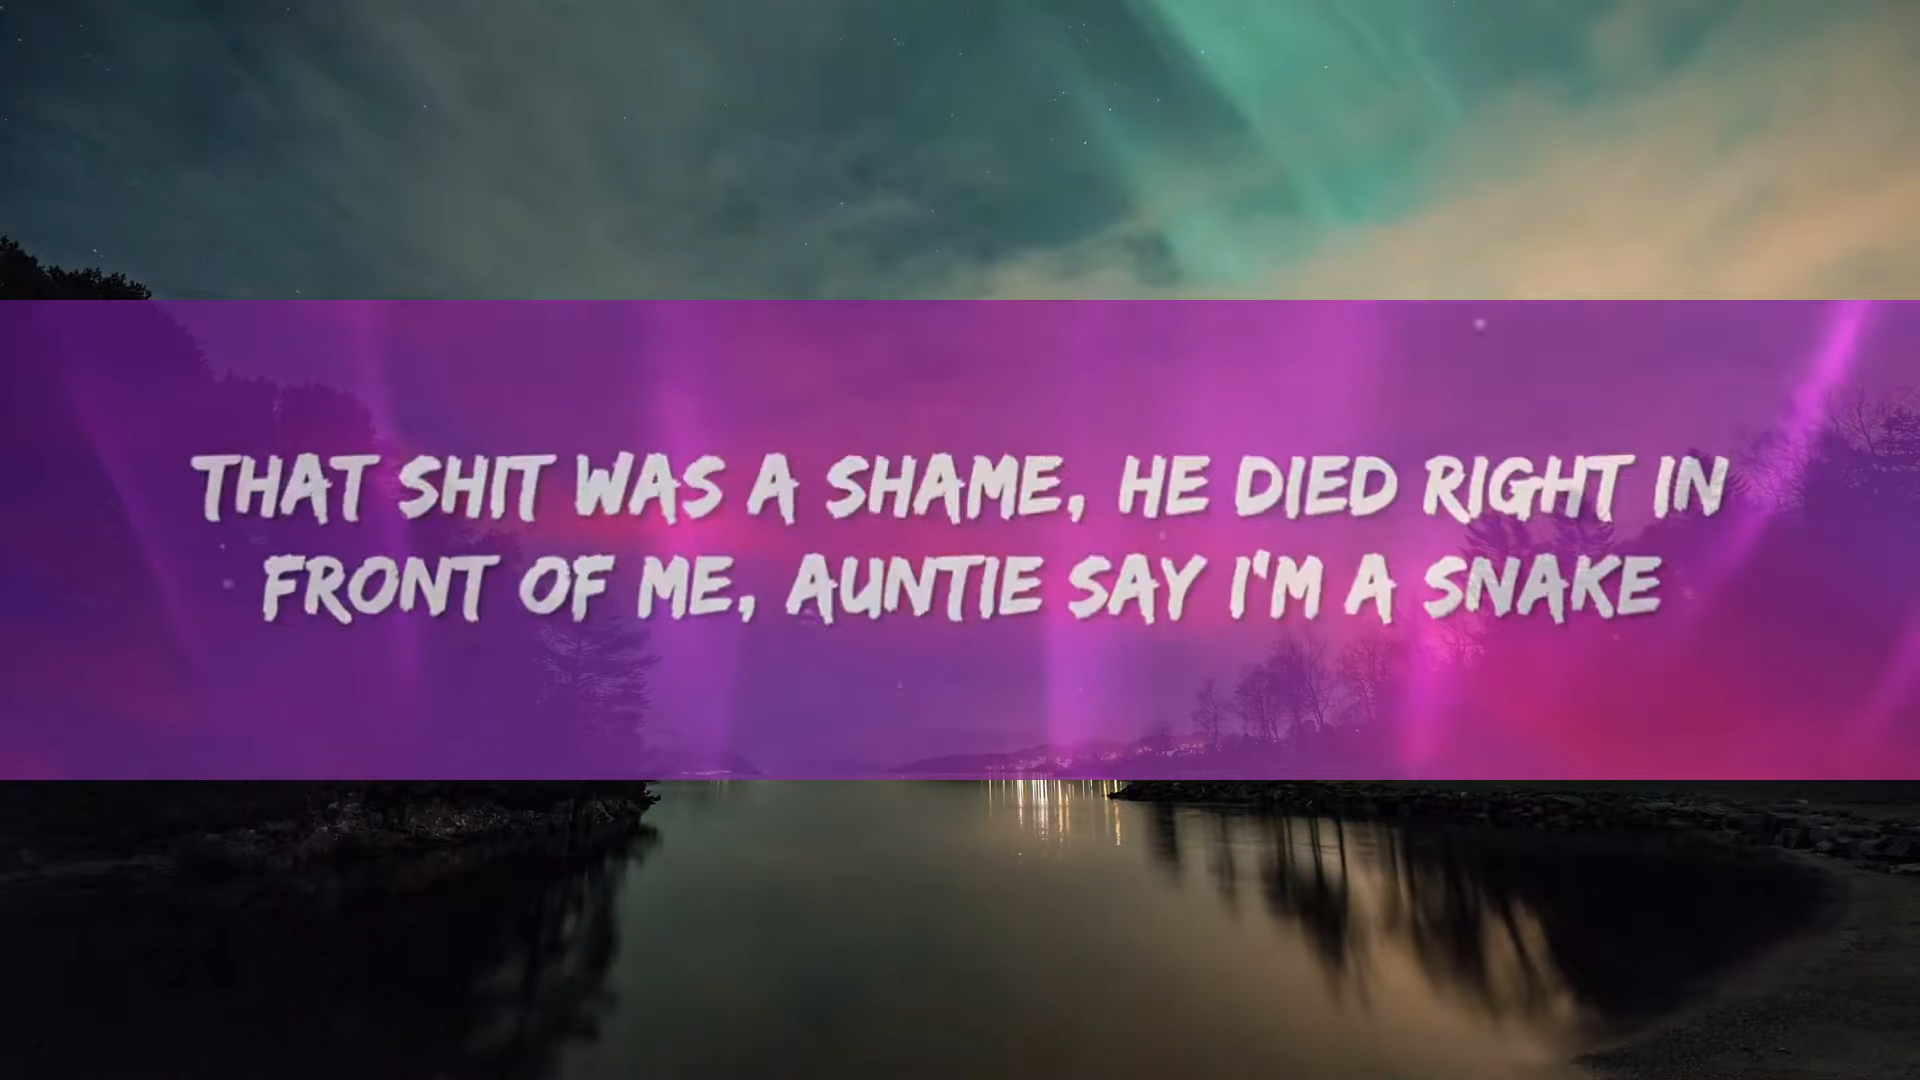 THAT SHIT WAS A SHAME, HE DIED RIGHT IN
FRONT OF ME, AUNTIE SAY I'M A SNAKE